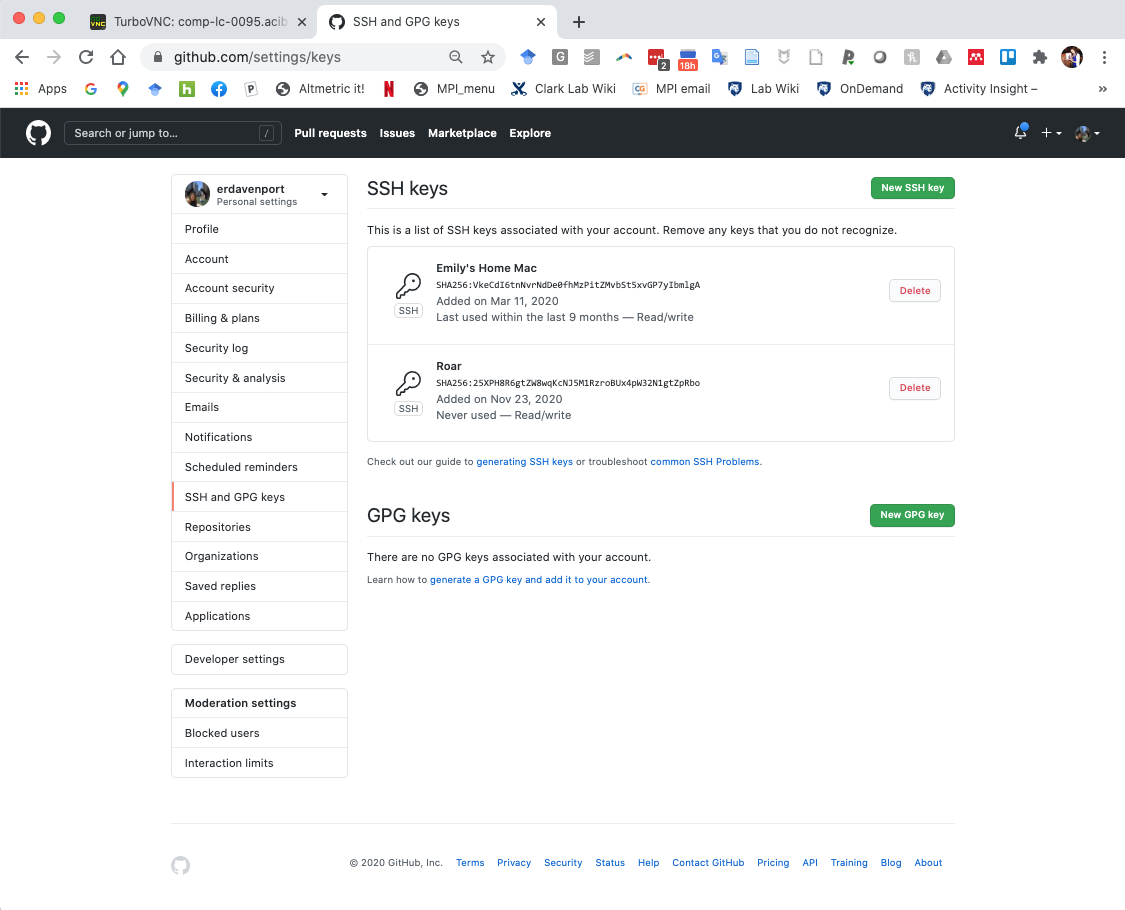 TurboVNC: comp-lc-0095.acib
SSH and GPG keys
github.com/settings/keys
2
18h
Apps
Altmetric it!
MPI_menu
Clark Lab Wiki
MPI email
Lab Wiki
OnDemand
Activity Insight –
»
Search or jump to…
/
Pull requests
Issues
Marketplace
Explore
erdavenport
Personal settings
Profile
Account
Account security
Billing & plans
Security log
Security & analysis
Emails
Notifications
Scheduled reminders
SSH and GPG keys
Repositories
Organizations
Saved replies
Applications
Developer settings
Moderation settings
Blocked users
Interaction limits
SSH keys
New SSH key
This is a list of SSH keys associated with your account. Remove any keys that you do not recognize.
Emily's Home Mac
SHA256:VkeCdI6tnNvrNdDe0fhMzPitZMvbSt5xvGP7yIbmlgA
Added on Mar 11, 2020
Last used within the last 9 months — Read/write
SSH
Delete
Roar
SHA256:25XPH8R6gtZW8wqKcNJ5M1RzroBUx4pW32N1gtZpRbo
Added on Nov 23, 2020
Never used — Read/write
SSH
Delete
Check out our guide to generating SSH keys or troubleshoot common SSH Problems.
GPG keys
New GPG key
There are no GPG keys associated with your account.
Learn how to generate a GPG key and add it to your account.
© 2020 GitHub, Inc.
Terms
Privacy
Security
Status
Help
Contact GitHub
Pricing
API
Training
Blog
About